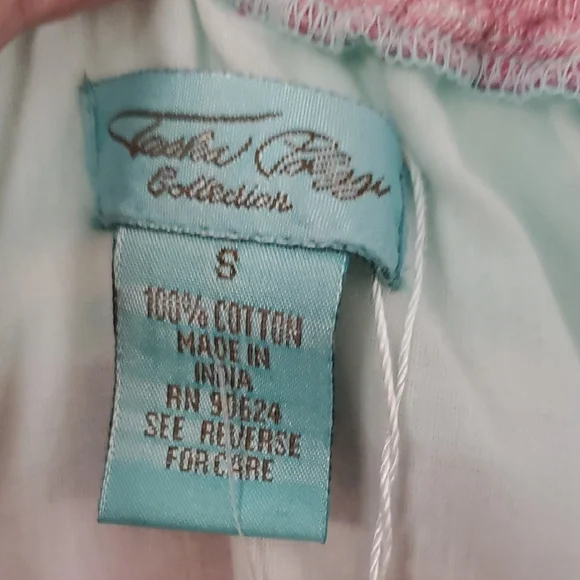 Collection
S
100% COTTON
MADE IN
INDIA
RN 93624
SEE REVERSE
FOR CARE